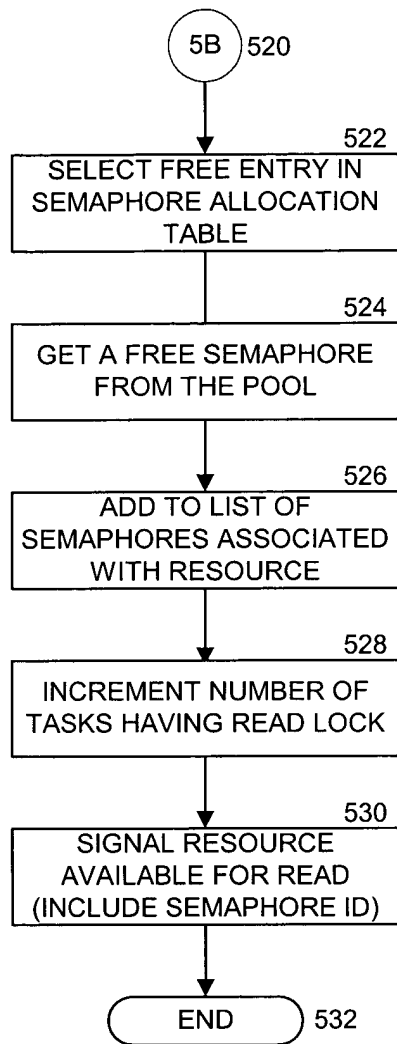 5B 520
522
SELECT FREE ENTRY IN
SEMAPHORE ALLOCATION
TABLE
524
GET A FREE SEMAPHORE
FROM THE POOL
526
ADD TO LIST OF
SEMAPHORES ASSOCIATED
WITH RESOURCE
528
INCREMENT NUMBER OF
TASKS HAVING READ LOCK
530
SIGNAL RESOURCE
AVAILABLE FOR READ
(INCLUDE SEMAPHORE ID)
END 532